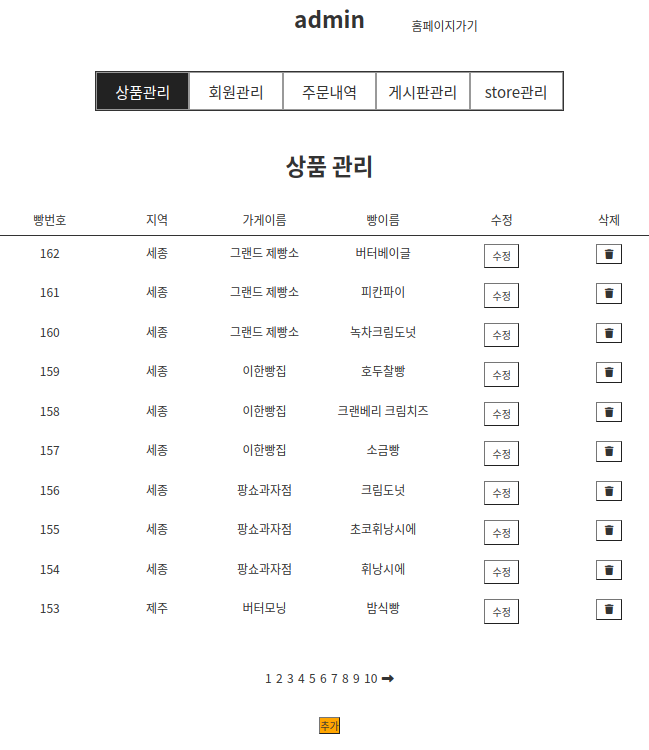 admin 홈페이지가기
상품관리 회원관리 주문내역 게시판관리 store관리
상품 관리
빵번호 지역 가게이름 빵이름 수정 삭제
162 세종 그랜드 제빵소 버터베이글 수정
161 세종 그랜드 제빵소 피칸파이 수정
160 세종 그랜드 제빵소 녹차크림도넛 수정
159 세종 이한빵집 호두찰빵 수정
158 세종 이한빵집 크랜베리 크림치즈 수정
157 세종 이한빵집 소금빵 수정
156 세종 팡쇼과자점 크림도넛 수정
155 세종 팡쇼과자점 초코휘낭시에 수정
154 세종 팡쇼과자점 휘낭시에 수정
153 제주 버터모닝 밤식빵 수정
1 2 3 4 5 6 7 8 9 10
추가